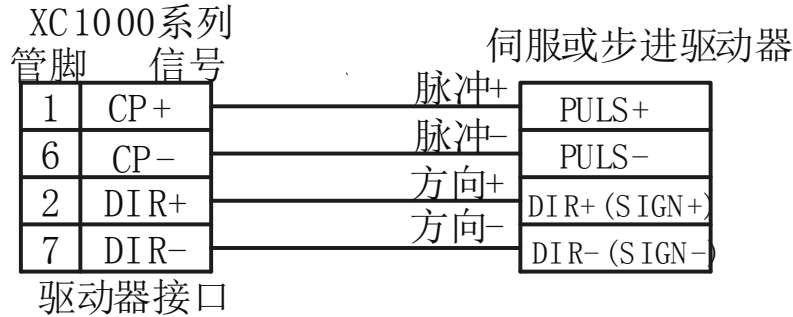 XC1000系列
伺服或步进驱动器
管脚 信号
1 CP+ 脉冲+ PULS+
6 CP- 脉冲- PULS-
2 DIR+ 方向+ DIR+(SIGN+)
7 DIR- 方向- DIR-(SIGN-)
驱动器接口